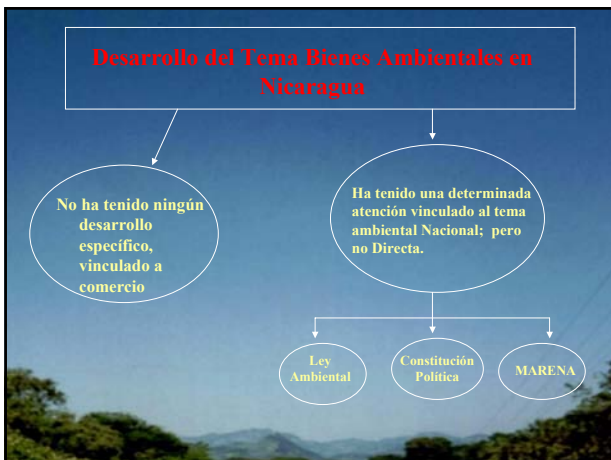 Desarrollo del Tema Bienes Ambientales en
Nicaragua
No ha tenido ningún
desarrollo
específico,
vinculado a
comercio
Ha tenido una determinada
atención vinculado al tema
ambiental Nacional; pero
no Directa.
Ley
Ambiental
Constitución
Política
MARENA